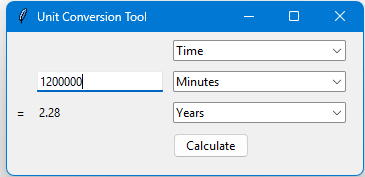 Unit Conversion Tool
Time
1200000 Minutes
= 2.28 Years
Calculate